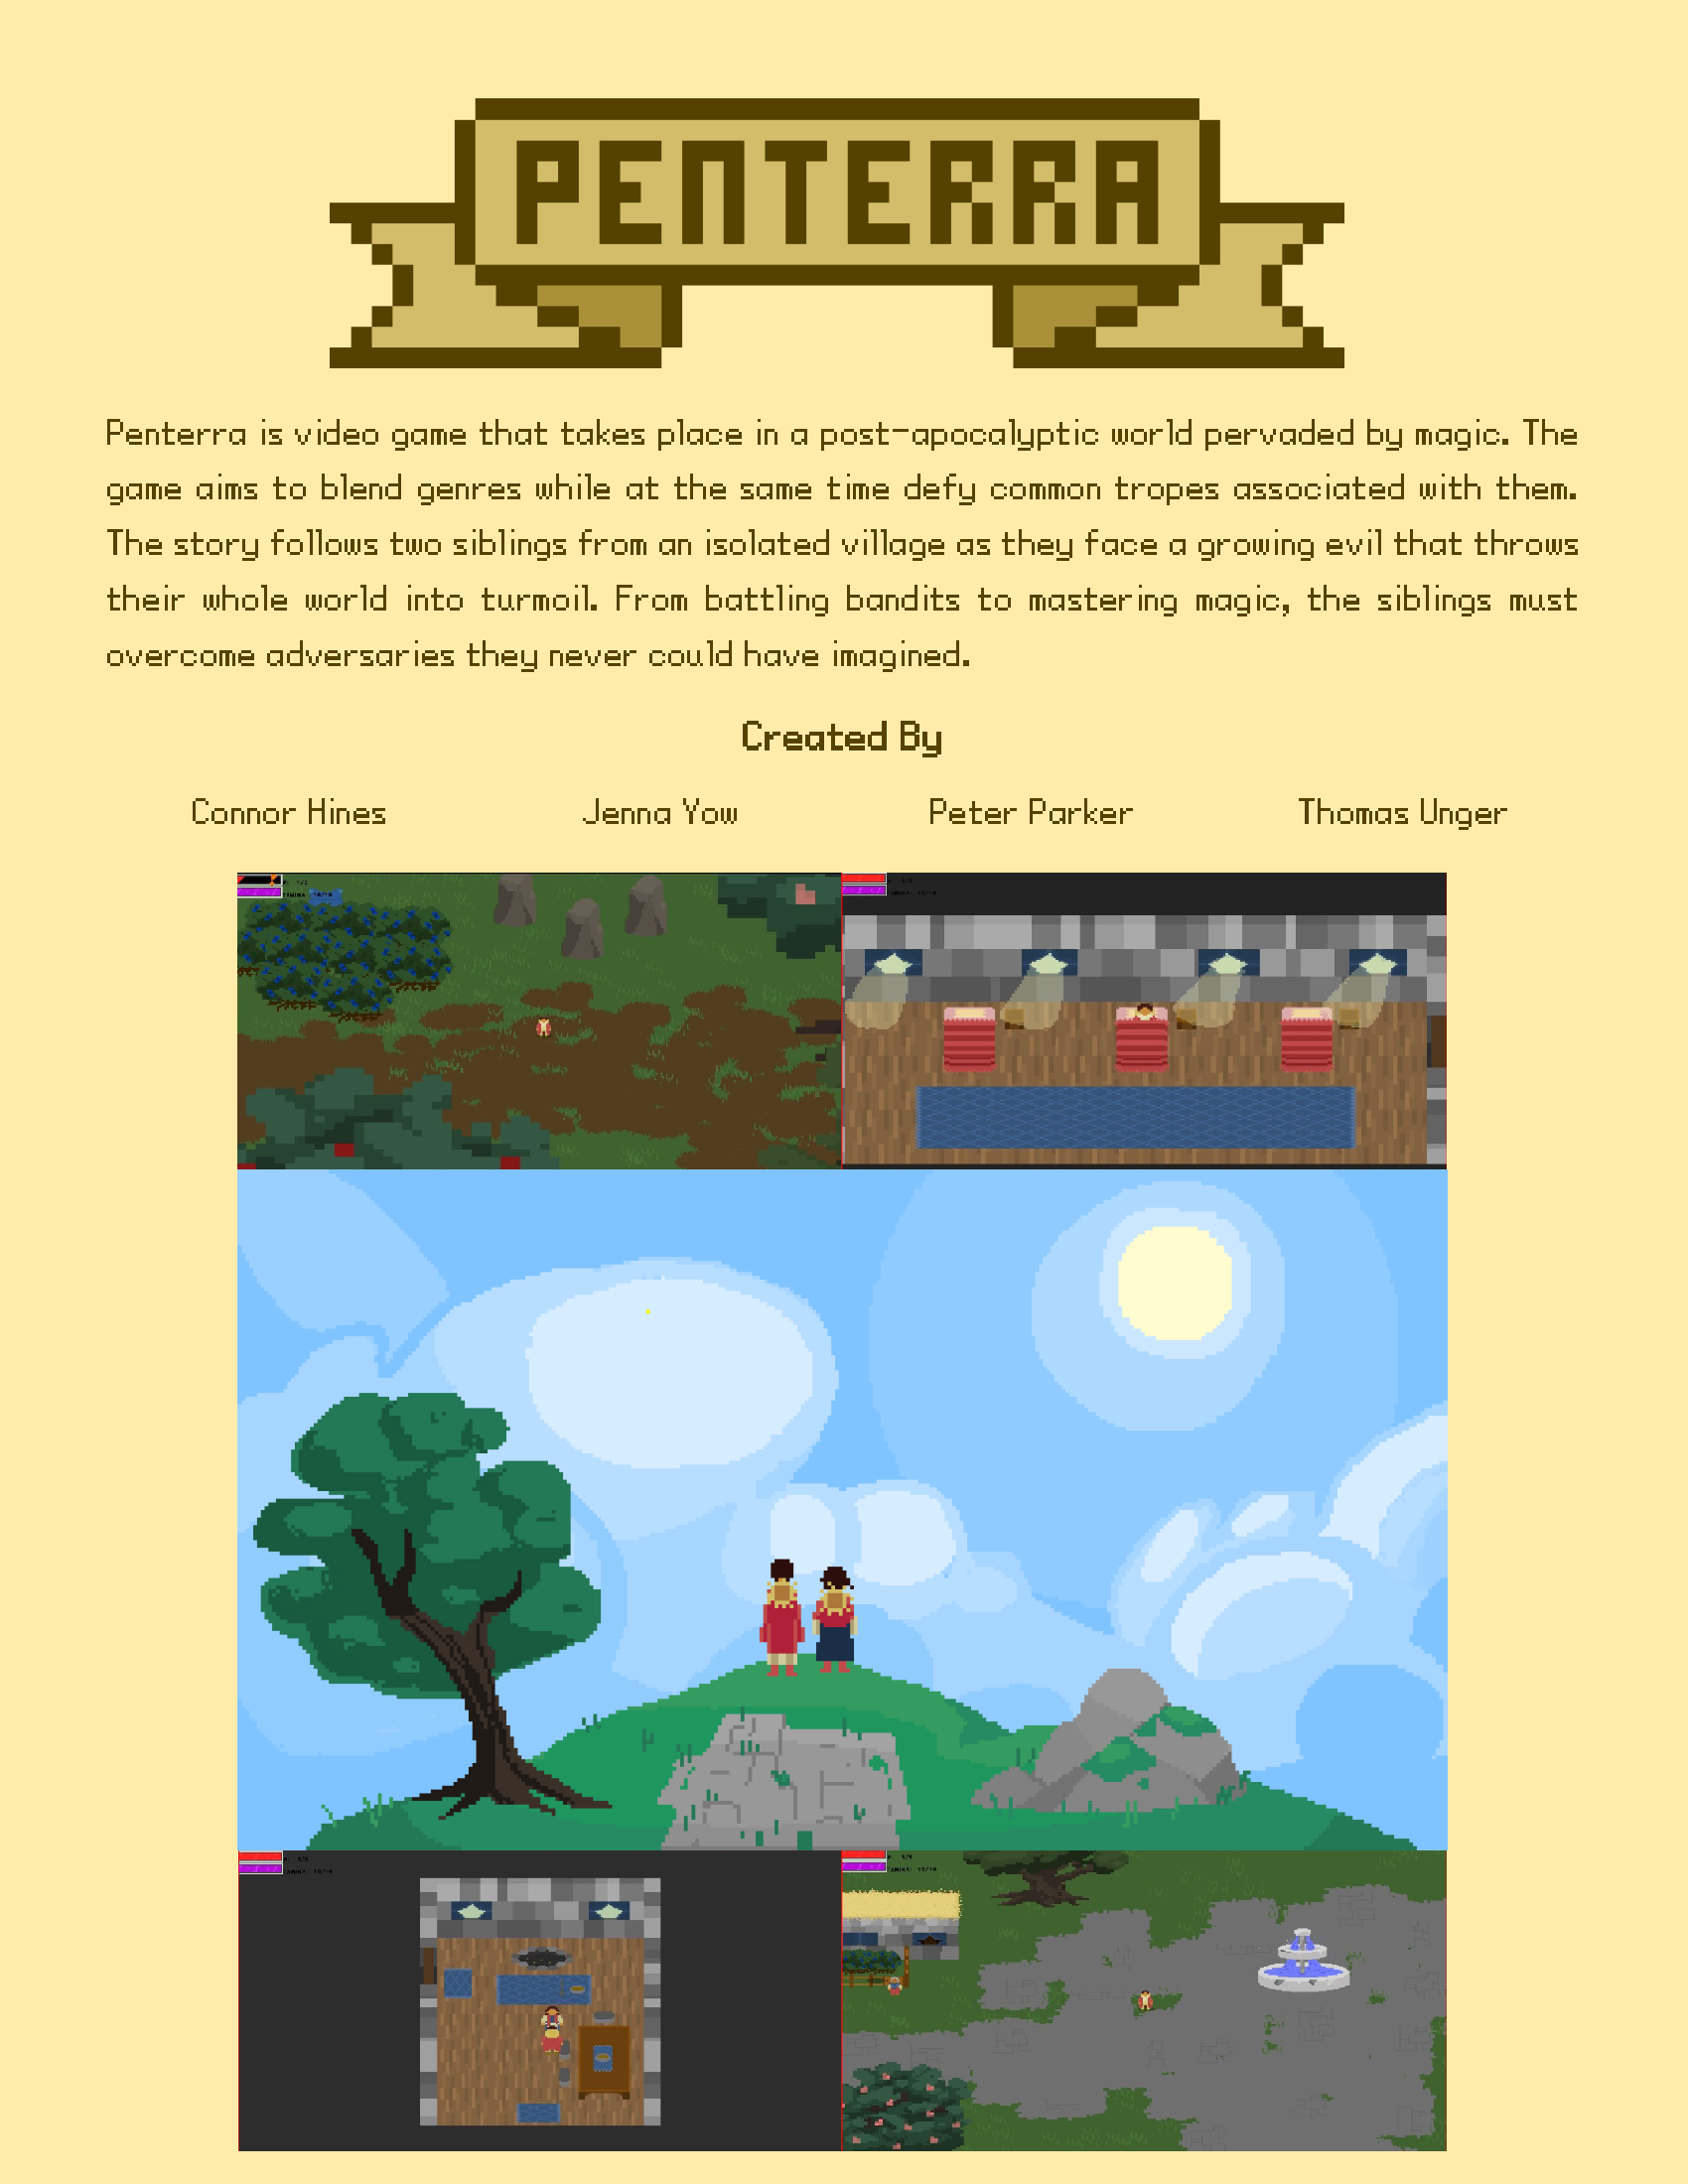 PENTERRA
Penterra is video game that takes place in a post-apocalyptic world pervaded by magic. The
game aims to blend genres while at the same time defy common tropes associated with them.
The story follows two siblings from an isolated village as they face a growing evil that throws
their whole world into turmoil. From battling bandits to mastering magic, the siblings must
overcome adversaries they never could have imagined.
Created By
Connor Hines Jenna Yow Peter Parker Thomas Unger